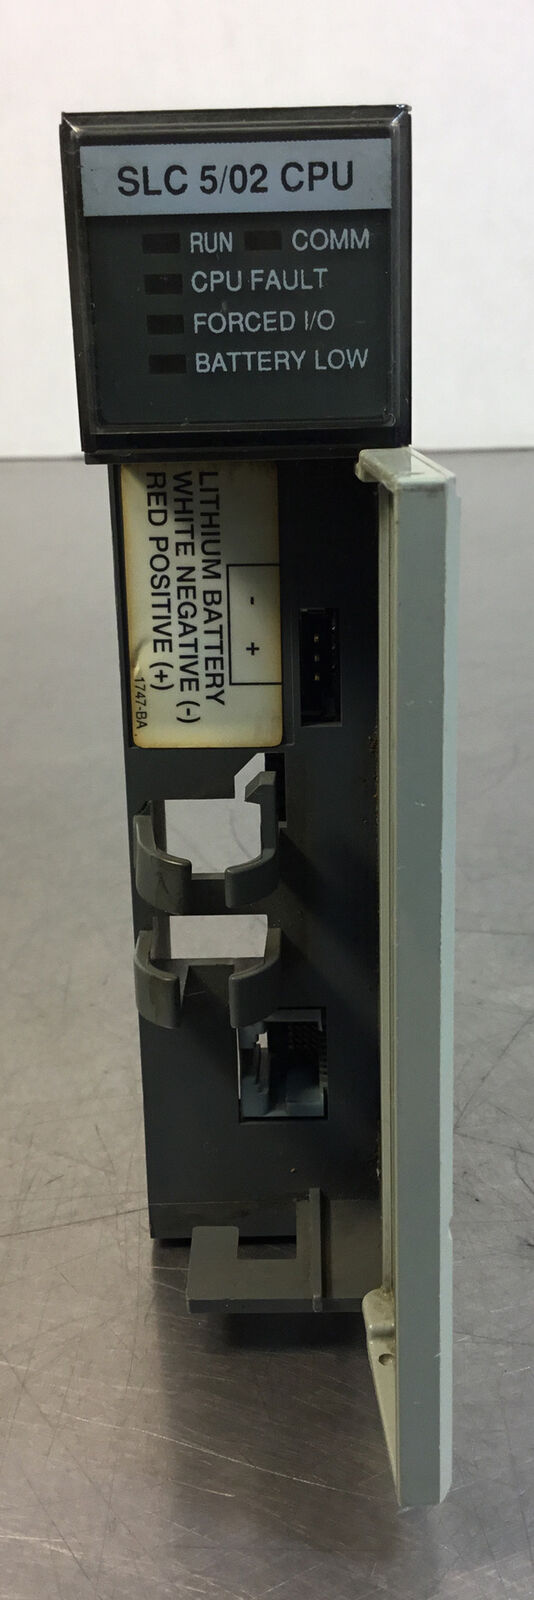 SLC 5/02 CPU
RUN COMM
CPU FAULT
FORCED I/O
BATTERY LOW
LITHIUM BATTERY
WHITE NEGATIVE (-)
RED POSITIVE (+)
- +
1747-BA